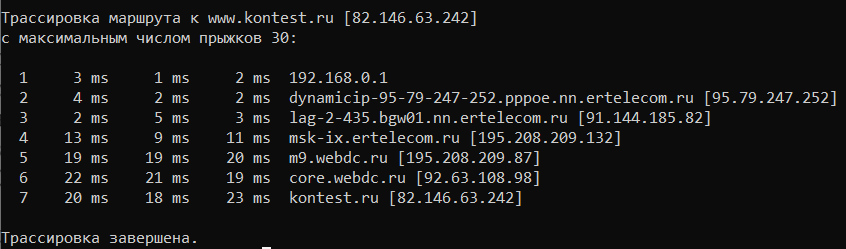 Трассировка маршрута к www.kontest.ru [82.146.63.242]
с максимальным числом прыжков 30:
1 3 ms 1 ms 2 ms 192.168.0.1
2 4 ms 2 ms 2 ms dynamicip-95-79-247-252.pppoe.nn.ertelecom.ru [95.79.247.252]
3 2 ms 5 ms 3 ms lag-2-435.bgw01.nn.ertelecom.ru [91.144.185.82]
4 13 ms 9 ms 11 ms msk-ix.ertelecom.ru [195.208.209.132]
5 19 ms 19 ms 20 ms m9.webdc.ru [195.208.209.87]
6 22 ms 21 ms 19 ms core.webdc.ru [92.63.108.98]
7 20 ms 18 ms 23 ms kontest.ru [82.146.63.242]
Трассировка завершена.